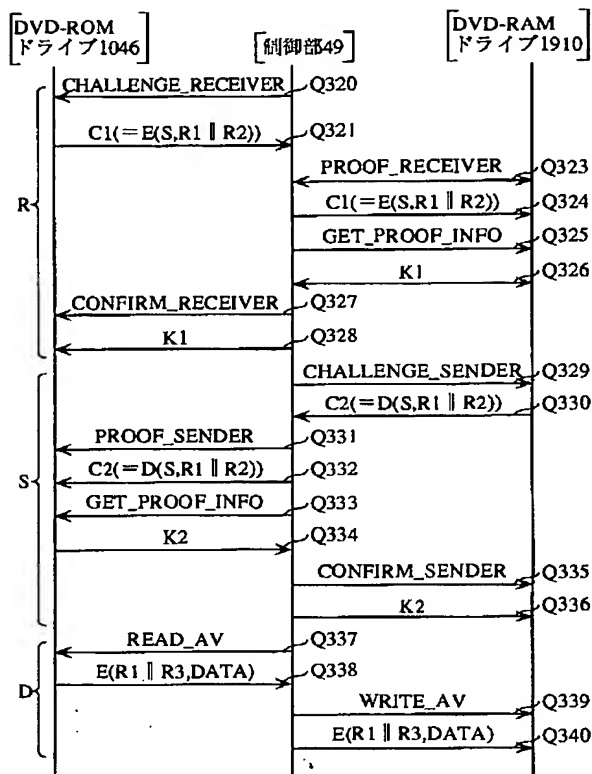 DVD-ROM
ドライブ1046
制御部49
DVD-RAM
ドライブ1910
CHALLENGE_RECEIVER Q320
C1(=E(S,R1 ‖ R2)) Q321
PROOF_RECEIVER Q323
C1(=E(S,R1 ‖ R2)) Q324
GET_PROOF_INFO Q325
K1 Q326
CONFIRM_RECEIVER Q327
K1 Q328
R
CHALLENGE_SENDER Q329
C2(=D(S,R1 ‖ R2)) Q330
PROOF_SENDER Q331
C2(=D(S,R1 ‖ R2)) Q332
GET_PROOF_INFO Q333
K2 Q334
CONFIRM_SENDER Q335
K2 Q336
S
READ_AV Q337
E(R1 ‖ R3,DATA) Q338
WRITE_AV Q339
E(R1 ‖ R3,DATA) Q340
D